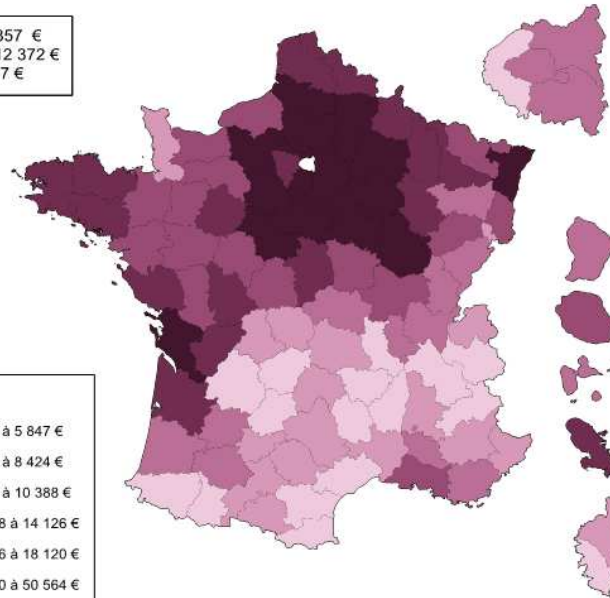 357 €
12 372 €
7 €
à 5 847 €
à 8 424 €
à 10 388 €
8 à 14 126 €
6 à 18 120 €
0 à 50 564 €